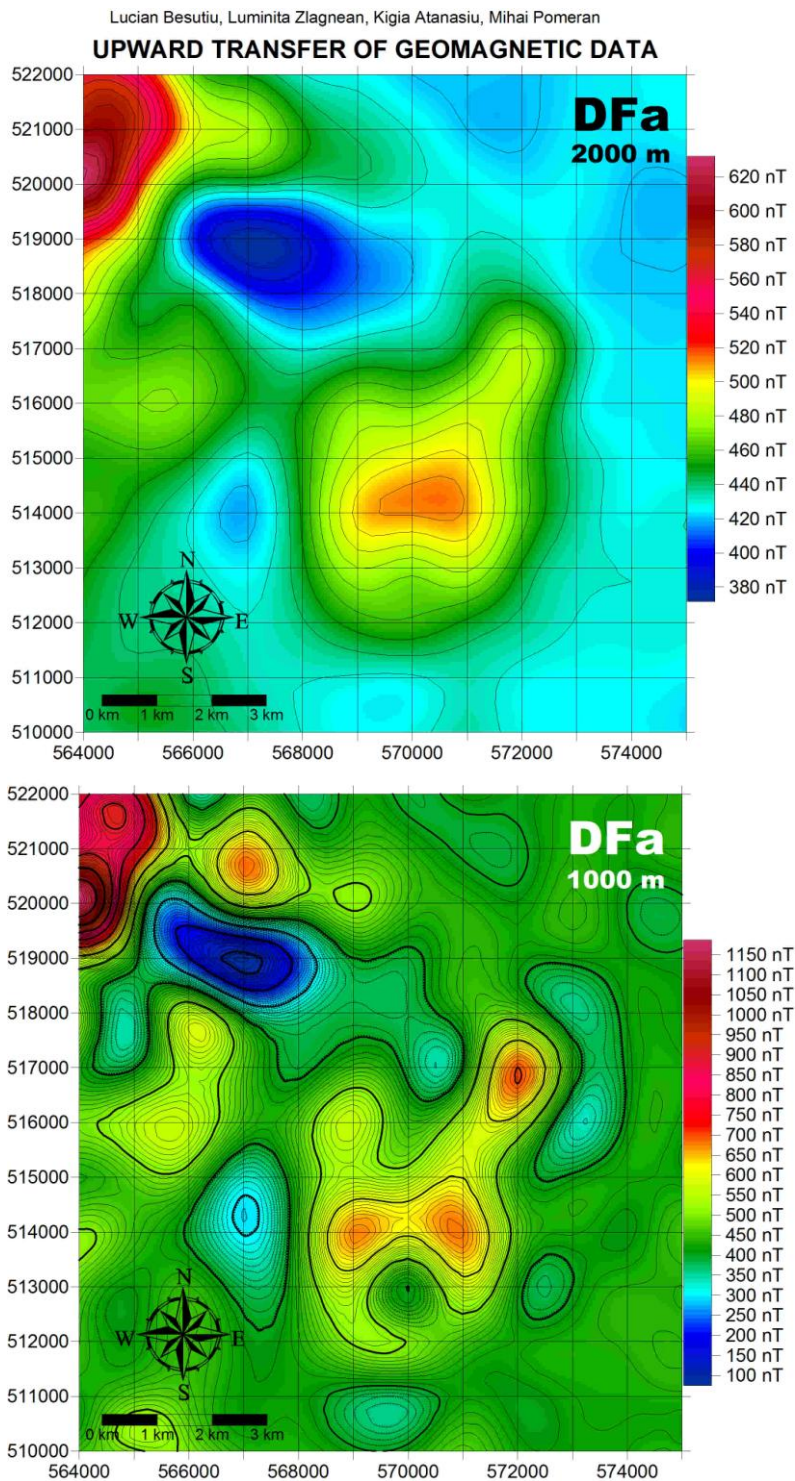 Lucian Besutiu, Luminita Zlagnean, Kigia Atanasiu, Mihai Pomeran
UPWARD TRANSFER OF GEOMAGNETIC DATA
522000
521000
520000
519000
518000
517000
516000
515000
514000
513000
512000
511000
510000
DFa
2000 m
N
W E
S
0 km 1 km 2 km 3 km
564000 566000 568000 570000 572000 574000
620 nT
600 nT
580 nT
560 nT
540 nT
520 nT
500 nT
480 nT
460 nT
440 nT
420 nT
400 nT
380 nT
522000
521000
520000
519000
518000
517000
516000
515000
514000
513000
512000
511000
510000
DFa
1000 m
N
W E
S
0 km 1 km 2 km 3 km
564000 566000 568000 570000 572000 574000
1150 nT
1100 nT
1050 nT
1000 nT
950 nT
900 nT
850 nT
800 nT
750 nT
700 nT
650 nT
600 nT
550 nT
500 nT
450 nT
400 nT
350 nT
300 nT
250 nT
200 nT
150 nT
100 nT